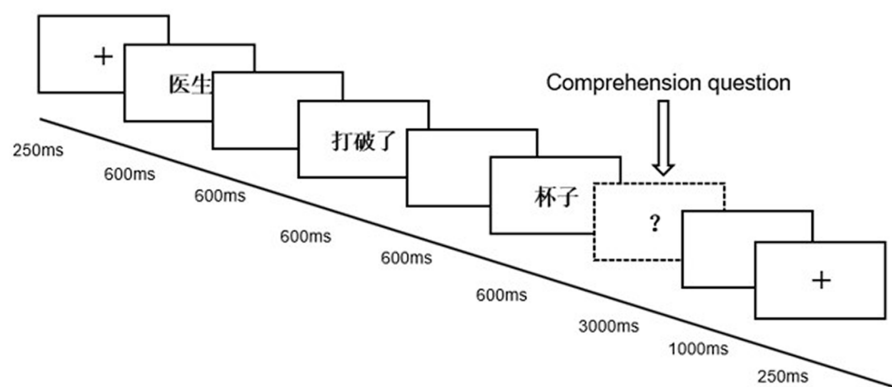 +
医生
打破了
Comprehension question
杯子
?
+
250ms
600ms
600ms
600ms
600ms
600ms
3000ms
1000ms
250ms